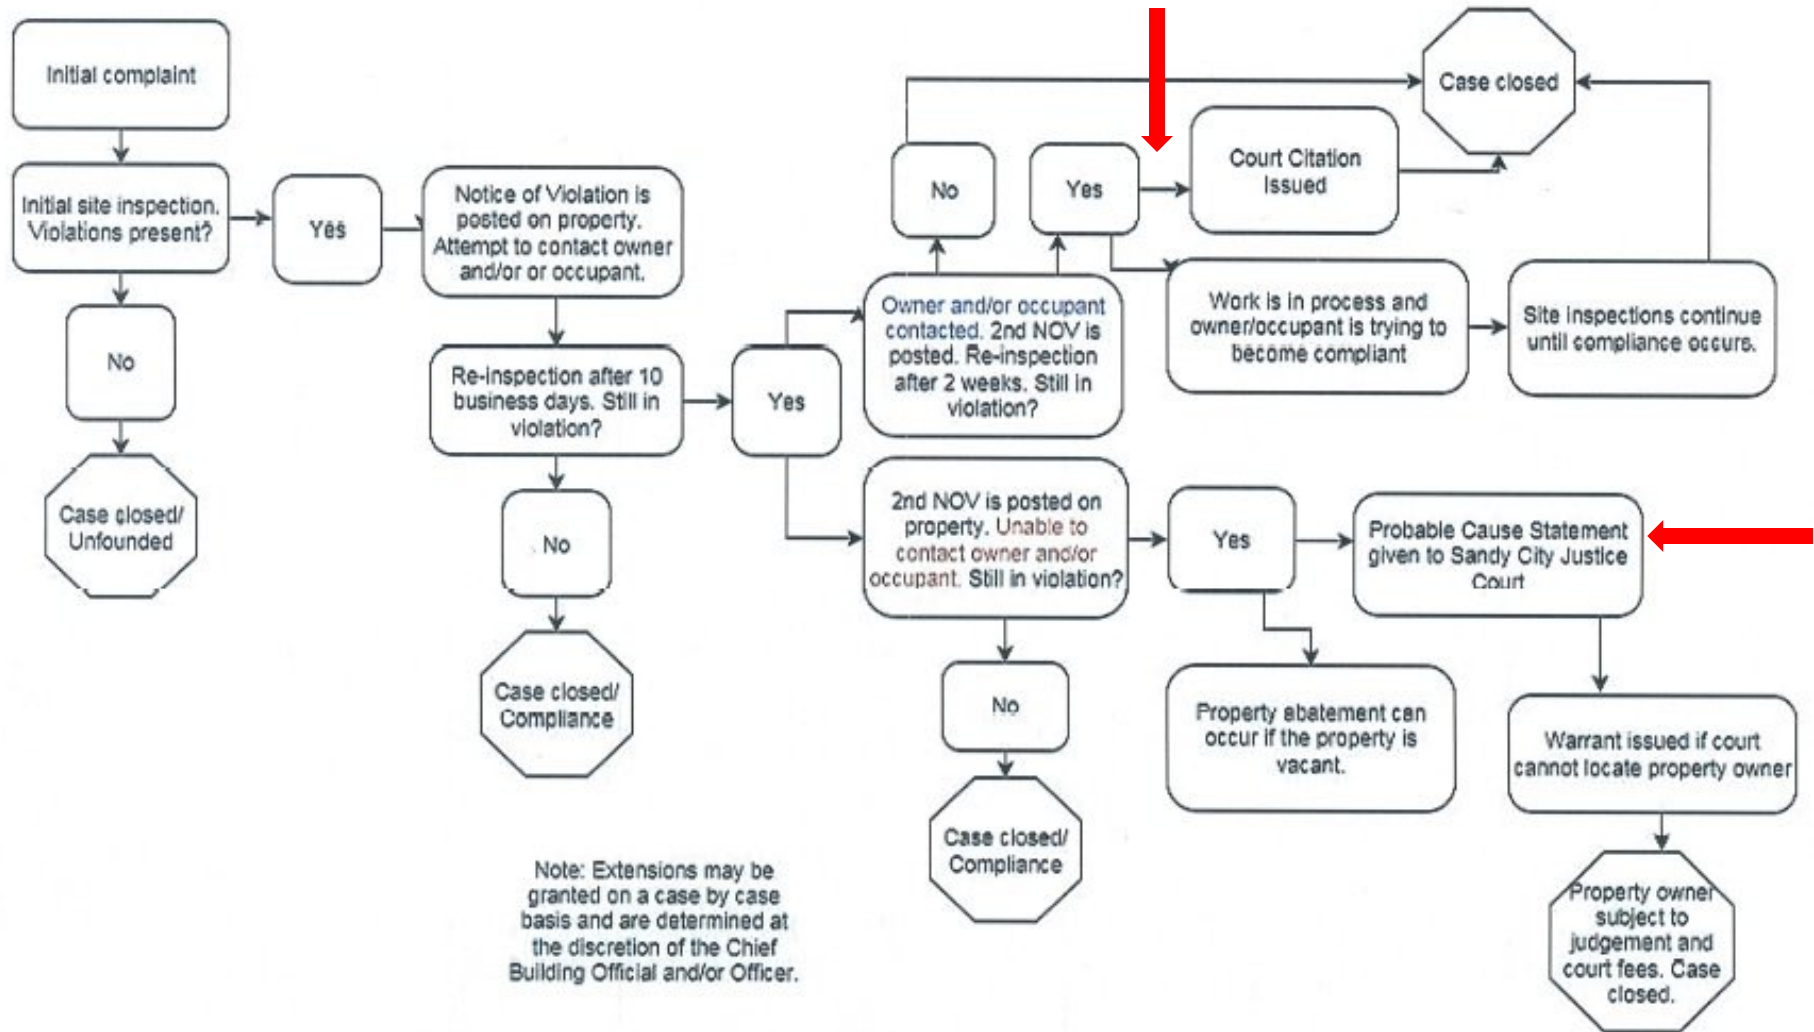 Initial complaint
Initial site inspection.
Violations present?
Yes
No
Case closed/
Unfounded
Notice of Violation is
posted on property.
Attempt to contact owner
and/or or occupant.
Re-inspection after 10
business days. Still in
violation?
No
Case closed/
Compliance
Yes
Owner and/or occupant
contacted. 2nd NOV is
posted. Re-inspection
after 2 weeks. Still in
violation?
No
Yes
Court Citation
Issued
Case closed
Work is in process and
owner/occupant is trying to
become compliant
Site inspections continue
until compliance occurs.
2nd NOV is posted on
property. Unable to
contact owner and/or
occupant. Still in violation?
Yes
Probable Cause Statement
given to Sandy City Justice
Court
No
Case closed/
Compliance
Property abatement can
occur if the property is
vacant.
Warrant issued if court
cannot locate property owner
Property owner
subject to
judgement and
court fees. Case
closed.
Note: Extensions may be
granted on a case by case
basis and are determined at
the discretion of the Chief
Building Official and/or Officer.